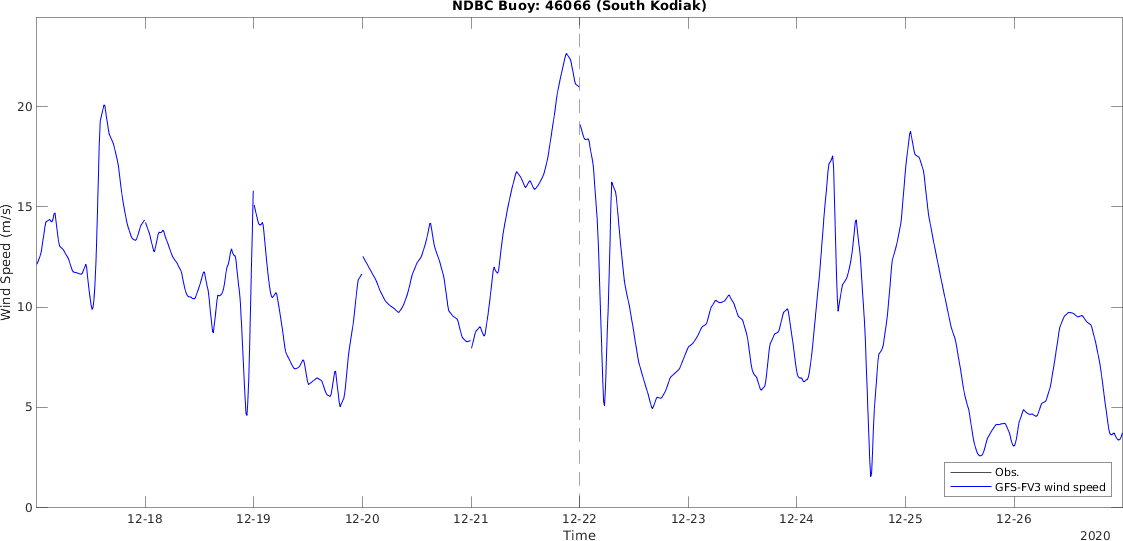 NDBC Buoy: 46066 (South Kodiak)
Wind Speed (m/s)
20
15
10
5
0
Obs.
GFS-FV3 wind speed
12-18 12-19 12-20 12-21 12-22 12-23 12-24 12-25 12-26
Time
2020